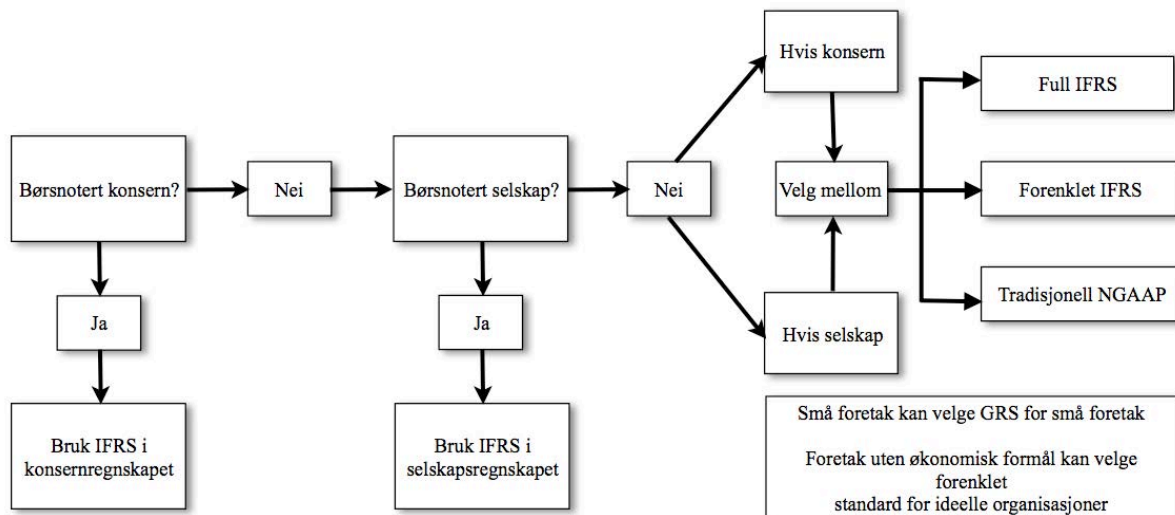 Børsnotert konsern?
Nei
Ja
Bruk IFRS i
konsernregnskapet
Børsnotert selskap?
Nei
Ja
Bruk IFRS i
selskapsregnskapet
Hvis konsern
Velg mellom
Hvis selskap
Full IFRS
Forenklet IFRS
Tradisjonell NGAAP
Små foretak kan velge GRS for små foretak
Foretak uten økonomisk formål kan velge
forenklet
standard for ideelle organisasjoner